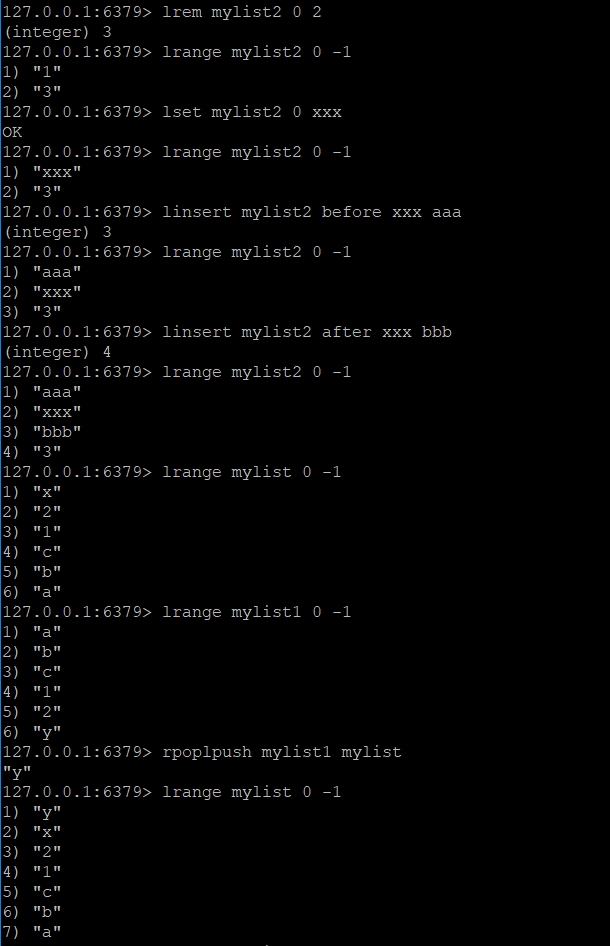 127.0.0.1:6379> lrem mylist2 0 2
(integer) 3
127.0.0.1:6379> lrange mylist2 0 -1
1) "1"
2) "3"
127.0.0.1:6379> lset mylist2 0 xxx
OK
127.0.0.1:6379> lrange mylist2 0 -1
1) "xxx"
2) "3"
127.0.0.1:6379> linsert mylist2 before xxx aaa
(integer) 3
127.0.0.1:6379> lrange mylist2 0 -1
1) "aaa"
2) "xxx"
3) "3"
127.0.0.1:6379> linsert mylist2 after xxx bbb
(integer) 4
127.0.0.1:6379> lrange mylist2 0 -1
1) "aaa"
2) "xxx"
3) "bbb"
4) "3"
127.0.0.1:6379> lrange mylist 0 -1
1) "x"
2) "2"
3) "1"
4) "c"
5) "b"
6) "a"
127.0.0.1:6379> lrange mylist1 0 -1
1) "a"
2) "b"
3) "c"
4) "1"
5) "2"
6) "y"
127.0.0.1:6379> rpoplpush mylist1 mylist
"y"
127.0.0.1:6379> lrange mylist 0 -1
1) "y"
2) "x"
3) "2"
4) "1"
5) "c"
6) "b"
7) "a"